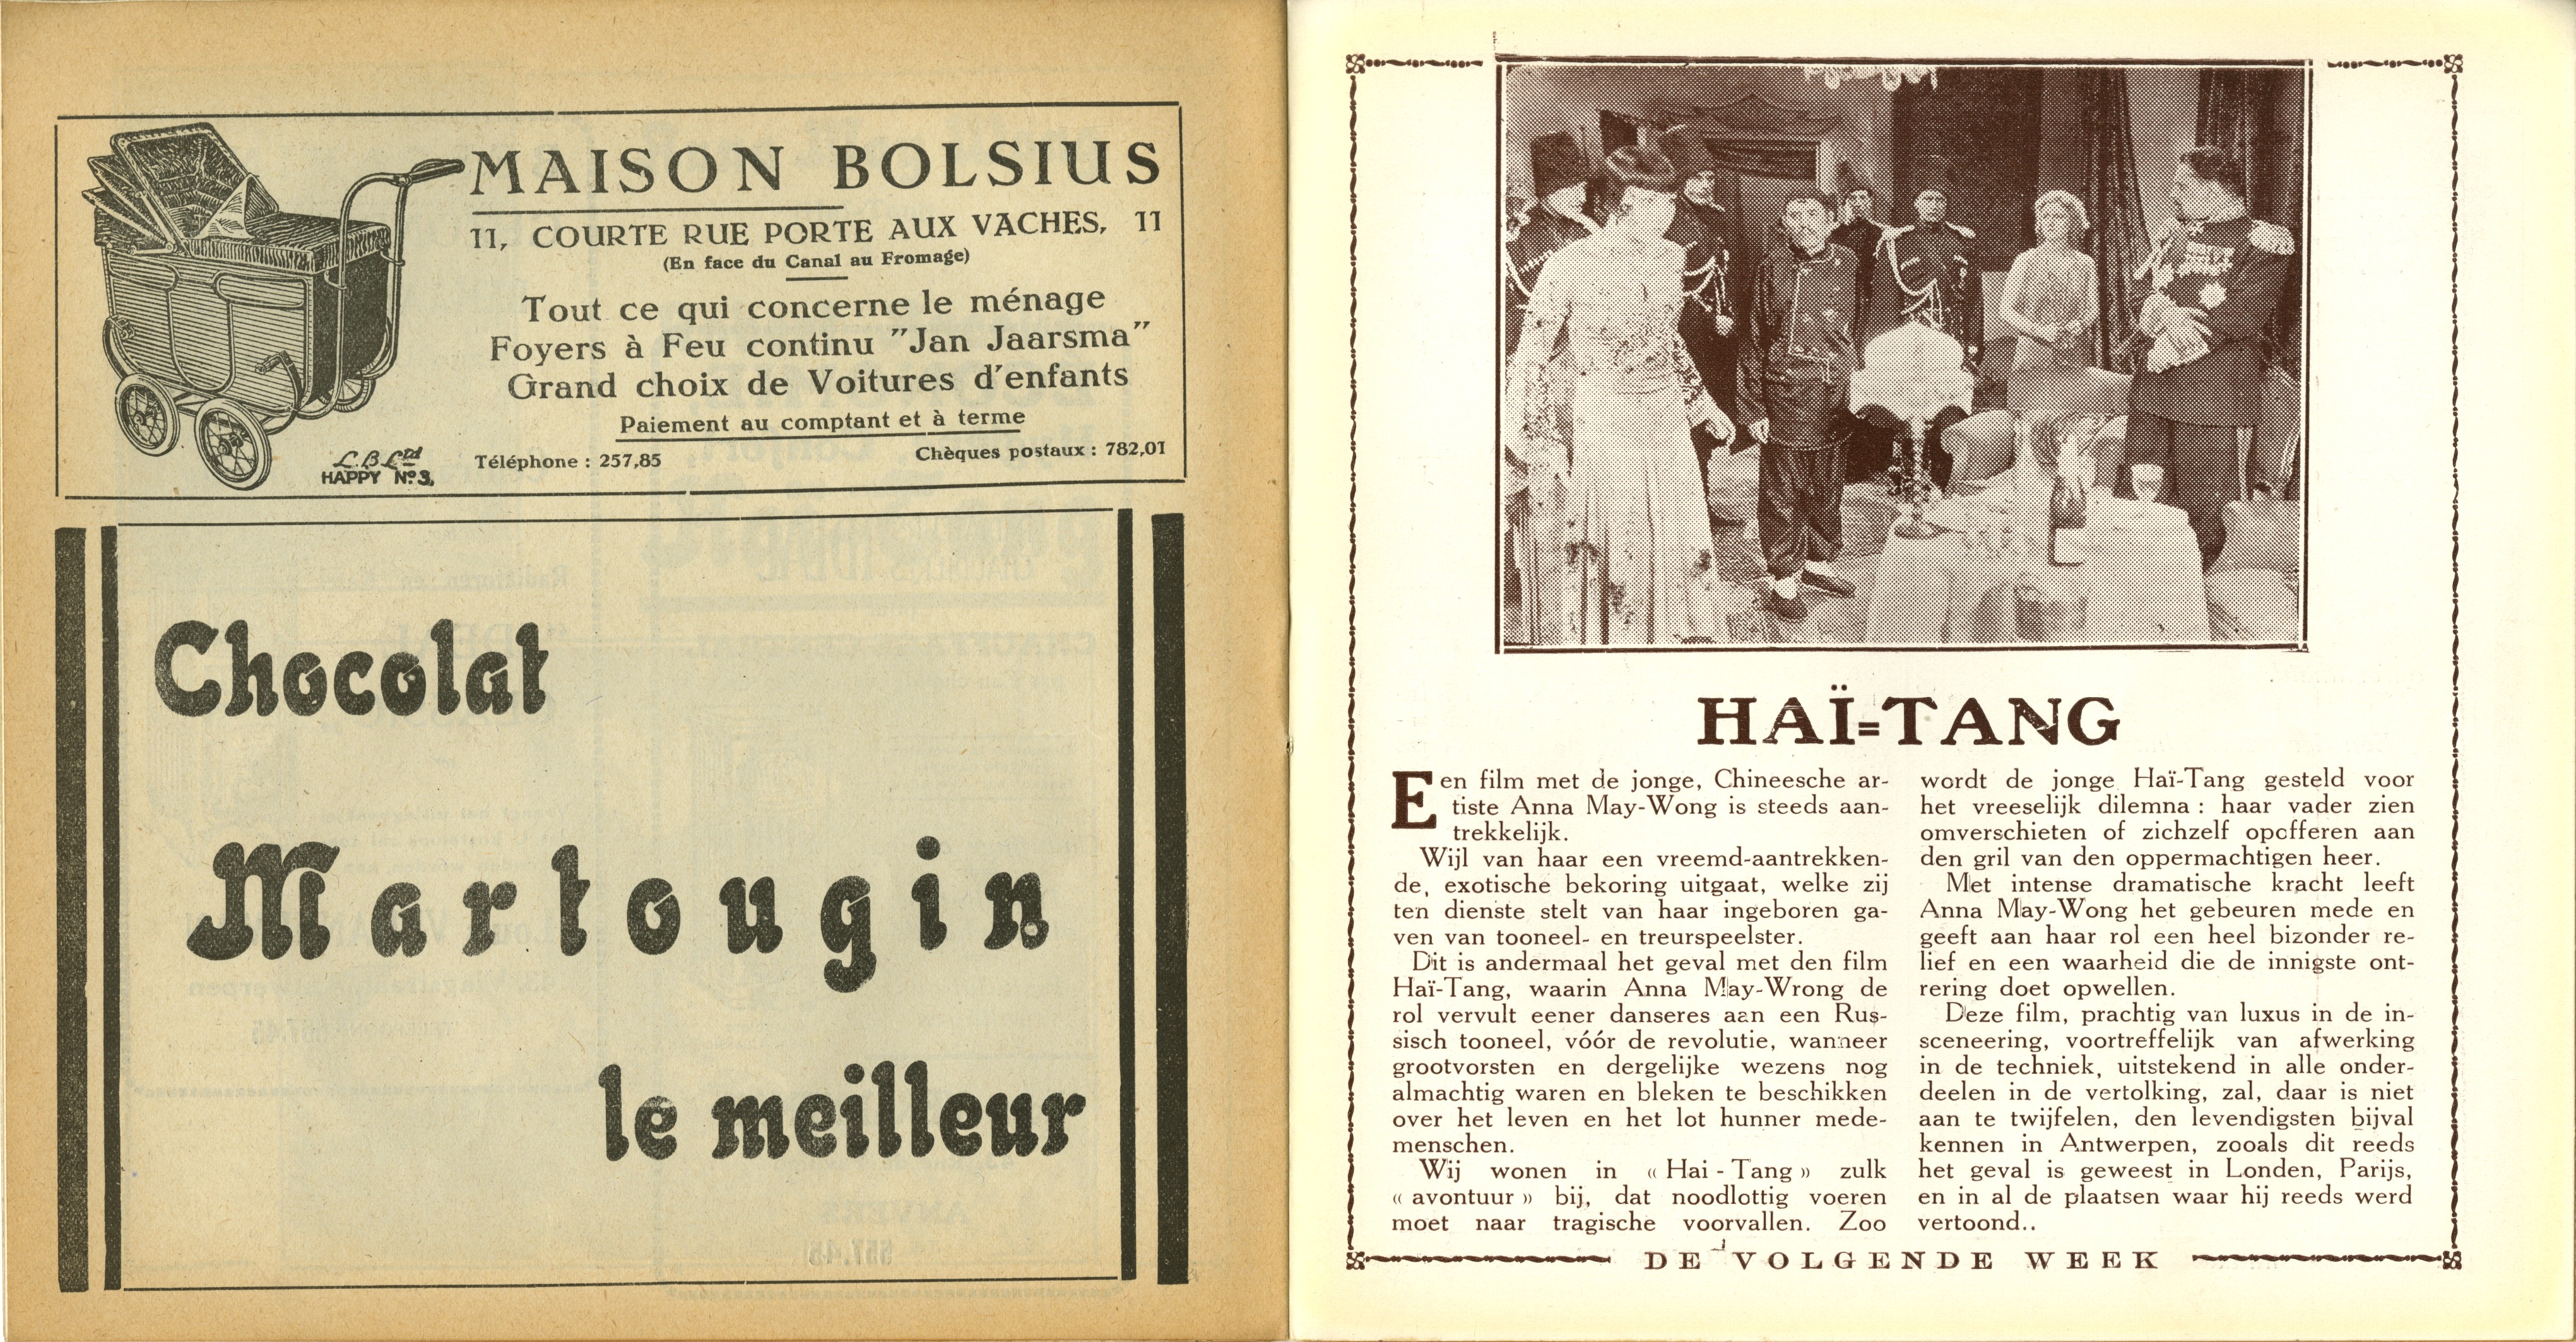 MAISON BOLSIUS
11, COURTE RUE PORTE AUX VACHES, 11
(En face du Canal au Fromage)
Tout ce qui concerne le ménage
Foyers à Feu continu "Jan Jaarsma"
Grand choix de Voitures d'enfants
Paiement au comptant et à terme
Téléphone : 257,85
Chèques postaux : 782,01
L.B. Ltd
HAPPY No 3.
Chocolat
Martougin
le meilleur
HAÏ=TANG
Een film met de jonge, Chineesche ar-
tiste Anna May-Wong is steeds aan-
trekkelijk.
Wijl van haar een vreemd-aantrekken-
de, exotische bekoring uitgaat, welke zij
ten dienste stelt van haar ingeboren ga-
ven van tooneel- en treurspeelster.
Dit is andermaal het geval met den film
Haï-Tang, waarin Anna May-Wrong de
rol vervult eener danseres aan een Rus-
sisch tooneel, vóór de revolutie, wanneer
grootvorsten en dergelijke wezens nog
almachtig waren en bleken te beschikken
over het leven en het lot hunner mede-
menschen.
Wij wonen in « Hai - Tang » zulk
« avontuur » bij, dat noodlottig voeren
moet naar tragische voorvallen. Zoo
wordt de jonge Haï-Tang gesteld voor
het vreeselijk dilemna : haar vader zien
omverschieten of zichzelf opofferen aan
den gril van den oppermachtigen heer.
Met intense dramatische kracht leeft
Anna May-Wong het gebeuren mede en
geeft aan haar rol een heel bizonder re-
lief en een waarheid die de innigste ont-
rering doet opwellen.
Deze film, prachtig van luxus in de in-
sceneering, voortreffelijk van afwerking
in de techniek, uitstekend in alle onder-
deelen in de vertolking, zal, daar is niet
aan te twijfelen, den levendigsten bijval
kennen in Antwerpen, zooals dit reeds
het geval is geweest in Londen, Parijs,
en in al de plaatsen waar hij reeds werd
vertoond..
DE VOLGENDE WEEK